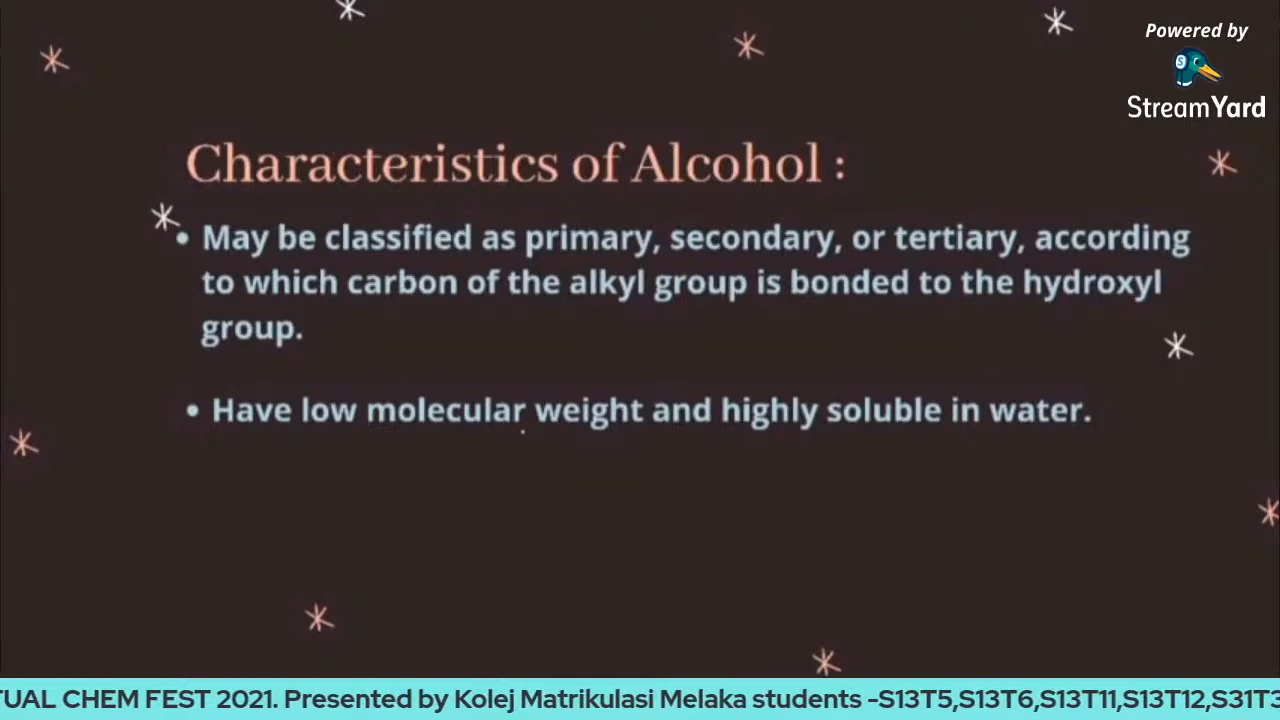 Powered by
StreamYard
Characteristics of Alcohol :
• May be classified as primary, secondary, or tertiary, according
to which carbon of the alkyl group is bonded to the hydroxyl
group.
• Have low molecular weight and highly soluble in water.
TUAL CHEM FEST 2021. Presented by Kolej Matrikulasi Melaka students -S13T5,S13T6,S13T11,S13T12,S31T3